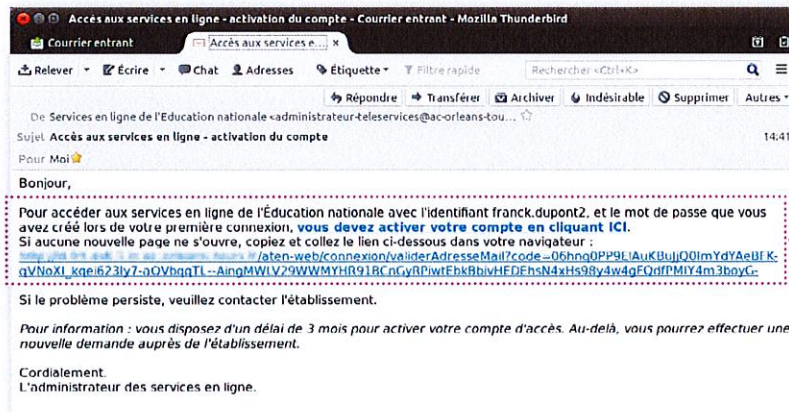 Accès aux services en ligne - activation du compte - Courrier entrant - Mozilla Thunderbird
Courrier entrant Accès aux services e... ×
Relever Écrire Chat Adresses Étiquette Filtre rapide Rechercher <Ctrl+K>
Répondre Transférer Archiver Indésirable Supprimer Autres
De Services en ligne de l'Education nationale <administrateur-teleservices@ac-orleans-tou...
Sujet Accès aux services en ligne - activation du compte 14:41
Pour Moi
Bonjour,
Pour accéder aux services en ligne de l'Éducation nationale avec l'identifiant franck.dupont2, et le mot de passe que vous
avez créé lors de votre première connexion, vous devez activer votre compte en cliquant ICI.
Si aucune nouvelle page ne s'ouvre, copiez et collez le lien ci-dessous dans votre navigateur :
/aten-web/connexion/validerAdresseMail?code=
Si le problème persiste, veuillez contacter l'établissement.
Pour information : vous disposez d'un délai de 3 mois pour activer votre compte d'accès. Au-delà, vous pourrez effectuer une
nouvelle demande auprès de l'établissement.
Cordialement.
L'administrateur des services en ligne.